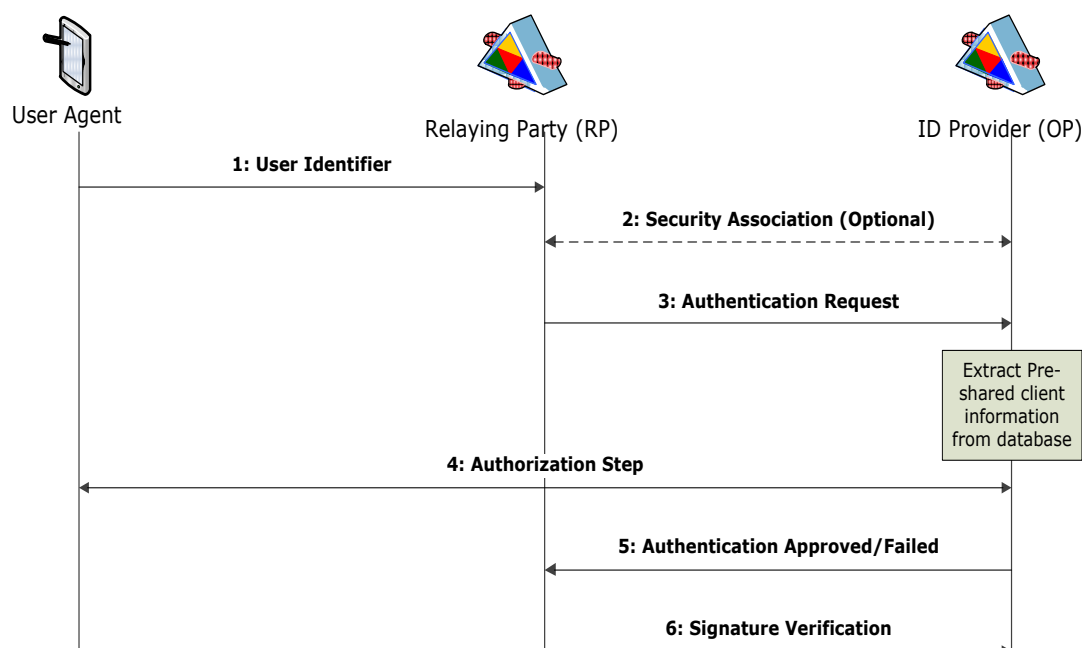 User Agent
Relaying Party (RP)
ID Provider (OP)
1: User Identifier
2: Security Association (Optional)
3: Authentication Request
Extract Pre-
shared client
information
from database
4: Authorization Step
5: Authentication Approved/Failed
6: Signature Verification